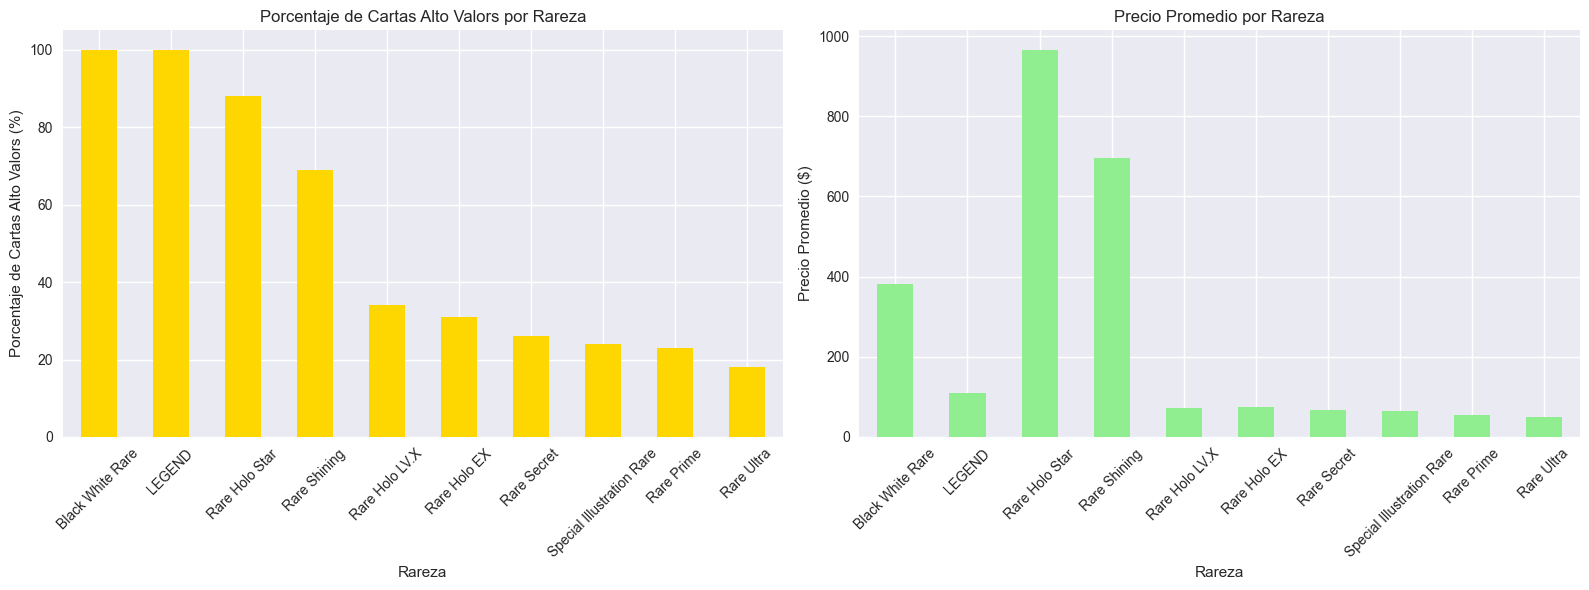 Porcentaje de Cartas Alto Valors por Rareza
Porcentaje de Cartas Alto Valors (%)
100
80
60
40
20
0
Black White Rare
LEGEND
Rare Holo Star
Rare Shining
Rare Holo LV.X
Rare Holo EX
Rare Secret
Special Illustration Rare
Rare Prime
Rare Ultra
Rareza
Precio Promedio por Rareza
Precio Promedio ($)
1000
800
600
400
200
0
Black White Rare
LEGEND
Rare Holo Star
Rare Shining
Rare Holo LV.X
Rare Holo EX
Rare Secret
Special Illustration Rare
Rare Prime
Rare Ultra
Rareza